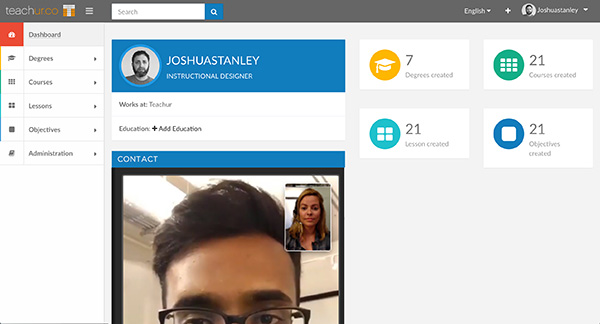 teachur.co
Search
English
Joshuastanley
Dashboard
Degrees
Courses
Lessons
Objectives
Administration
JOSHUASTANLEY
INSTRUCTIONAL DESIGNER
Works at: Teachur
Education: + Add Education
CONTACT
7
Degrees created
21
Courses created
21
Lesson created
21
Objectives
created